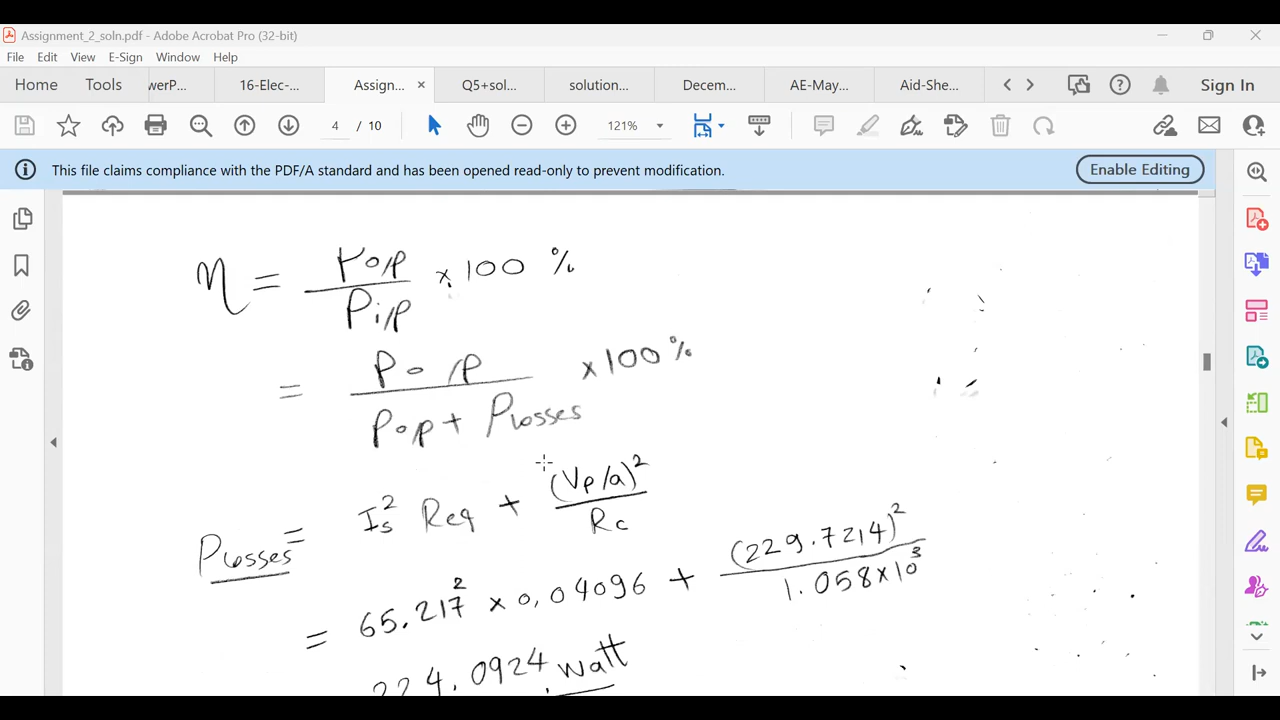 Assignment_2_soln.pdf - Adobe Acrobat Pro (32-bit)
File Edit View E-Sign Window Help
Home Tools werP... 16-Elec-... Assign... × Q5+sol... solution... Decem... AE-May... Aid-She... Sign In
4 / 10 121%
This file claims compliance with the PDF/A standard and has been opened read-only to prevent modification. Enable Editing
η = Po/p / Pi/p × 100 %
= Po/p / Pop + Plosses × 100 %
Plosses = Is² Req + (Vp/a)² / Rc
= 65.217² × 0,04096 + (229.7214)² / 1.058×10³
224.0924 watt